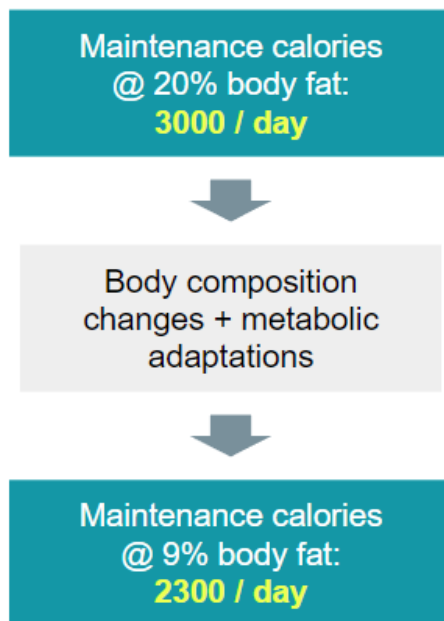 Maintenance calories
@ 20% body fat:
3000 / day
Body composition
changes + metabolic
adaptations
Maintenance calories
@ 9% body fat:
2300 / day